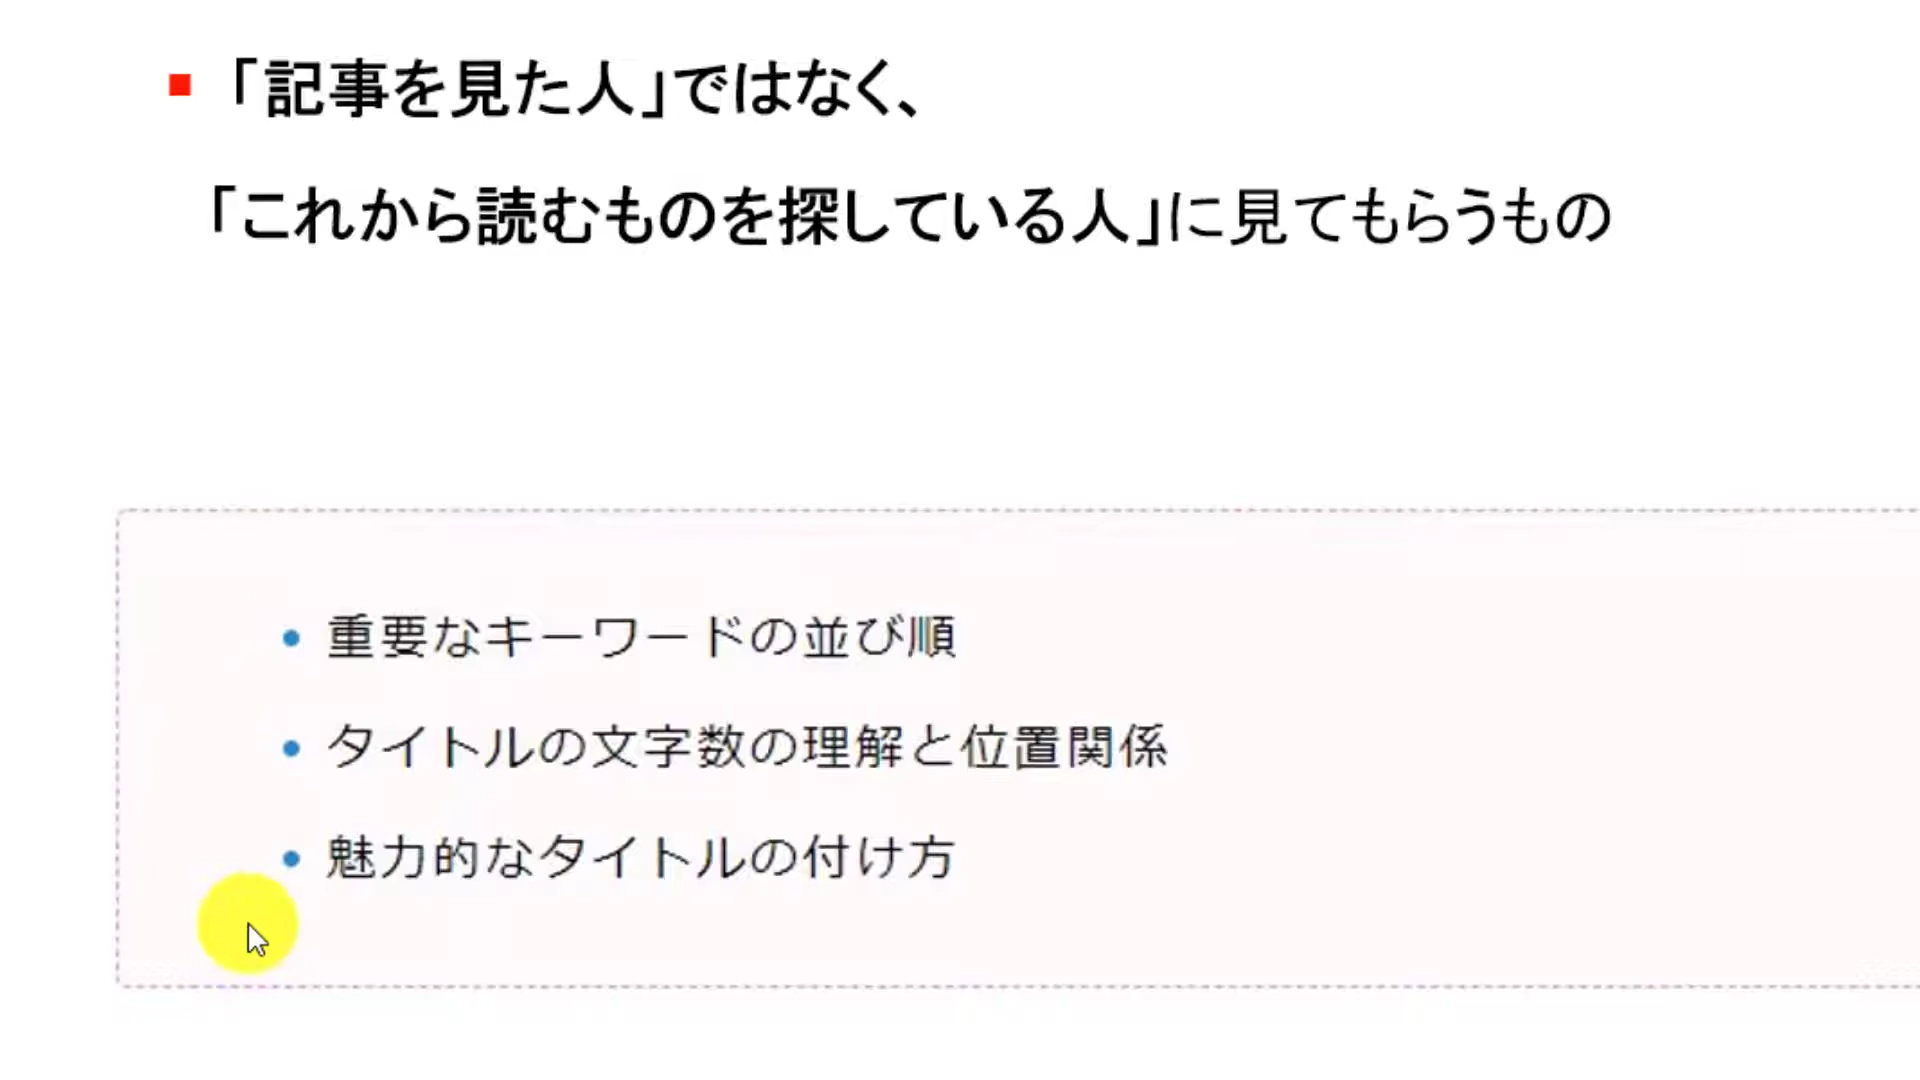 「記事を見た人」ではなく、
「これから読むものを探している人」に見てもらうもの
重要なキーワードの並び順
タイトルの文字数の理解と位置関係
魅力的なタイトルの付け方